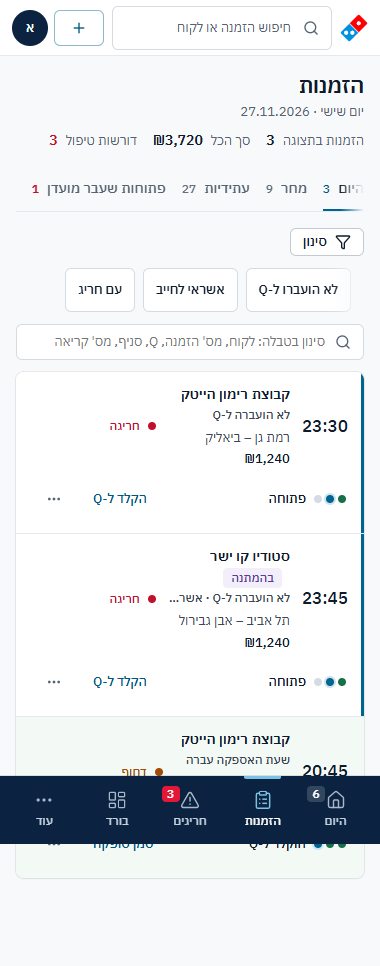 חיפוש הזמנה או לקוח
+
א
הזמנות
יום שישי · 27.11.2026
הזמנות בתצוגה 3 סך הכל ₪3,720 דורשות טיפול 3
היום 3 מחר 9 עתידיות 27 פתוחות שעבר מועדן 1
סינון
לא הועברו ל-Q אשראי לחייב עם חריג
סינון בטבלה: לקוח, מס' הזמנה, Q, סניף, מס' קריאה
קבוצת רימון הייטק
לא הועברה ל-Q
23:30
חריגה
רמת גן – ביאליק
₪1,240
פתוחה הקלד ל-Q
סטודיו קו ישר
בהמתנה
23:45
לא הועברה ל-Q · אשר...
חריגה
תל אביב – אבן גבירול
₪1,240
פתוחה הקלד ל-Q
קבוצת רימון הייטק
שעת האספקה עברה
20:45
דחוף
היום 6
הזמנות
חריגים 3
בורד
עוד